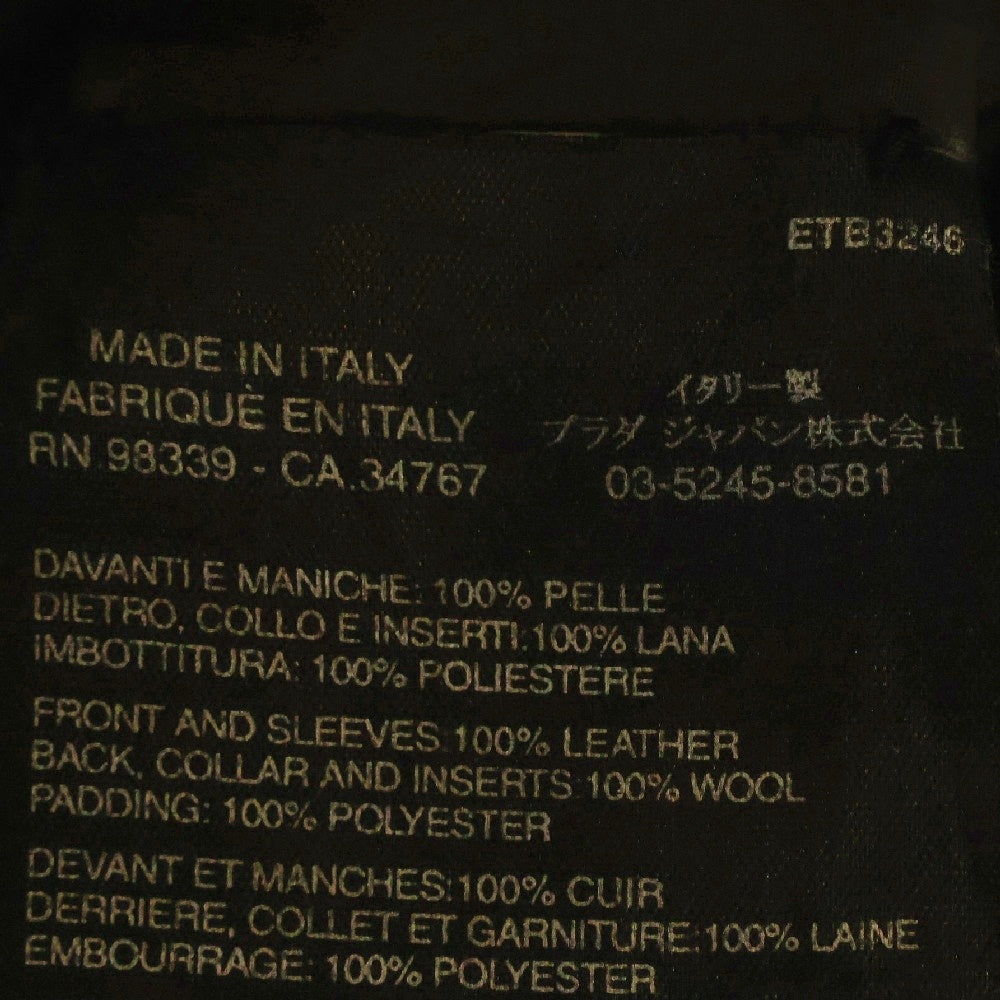 ETB3246
MADE IN ITALY
FABRIQUÈ EN ITALY
RN 98339 - CA.34767
イタリー製
プラダ ジャパン株式会社
03-5245-8581
DAVANTI E MANICHE: 100% PELLE
DIETRO, COLLO E INSERTI:100% LANA
IMBOTTITURA: 100% POLIESTERE
FRONT AND SLEEVES 100% LEATHER
BACK, COLLAR AND INSERTS 100% WOOL
PADDING: 100% POLYESTER
DEVANT ET MANCHES:100% CUIR
DERRIERE, COLLET ET GARNITURE:100% LAINE
EMBOURRAGE: 100% POLYESTER